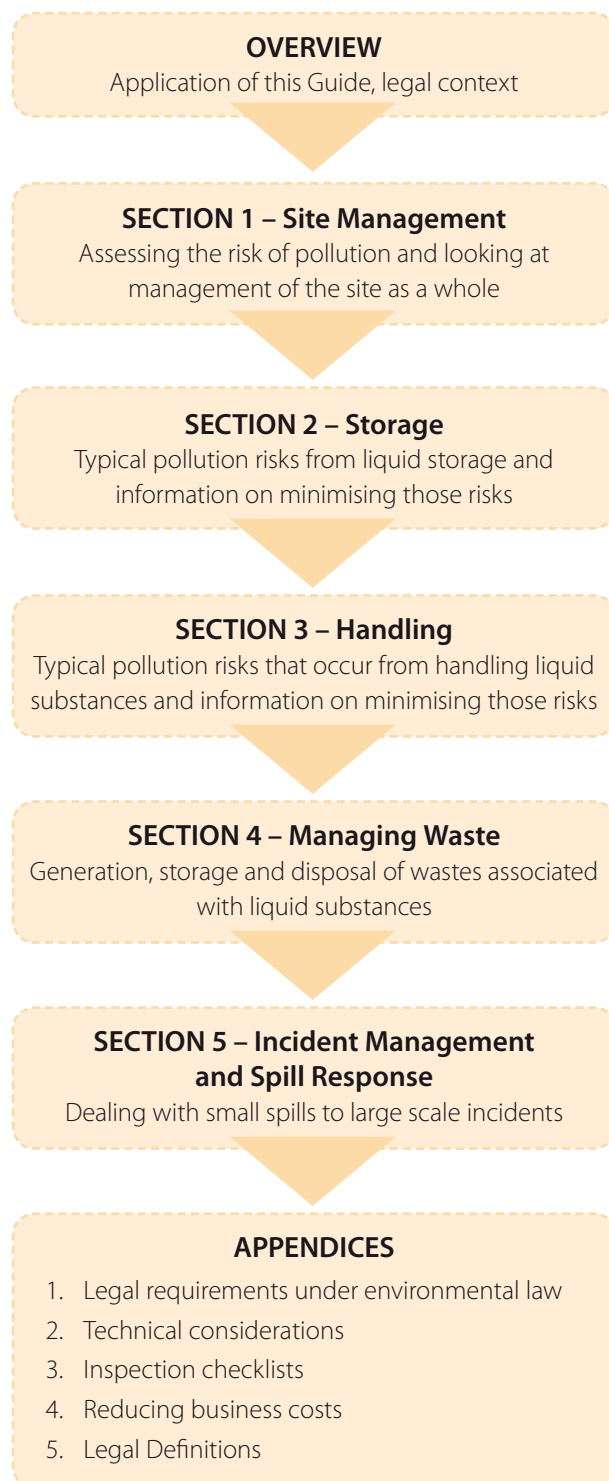 OVERVIEW
Application of this Guide, legal context
SECTION 1 – Site Management
Assessing the risk of pollution and looking at
management of the site as a whole
SECTION 2 – Storage
Typical pollution risks from liquid storage and
information on minimising those risks
SECTION 3 – Handling
Typical pollution risks that occur from handling liquid
substances and information on minimising those risks
SECTION 4 – Managing Waste
Generation, storage and disposal of wastes associated
with liquid substances
SECTION 5 – Incident Management
and Spill Response
Dealing with small spills to large scale incidents
APPENDICES
1. Legal requirements under environmental law
2. Technical considerations
3. Inspection checklists
4. Reducing business costs
5. Legal Definitions